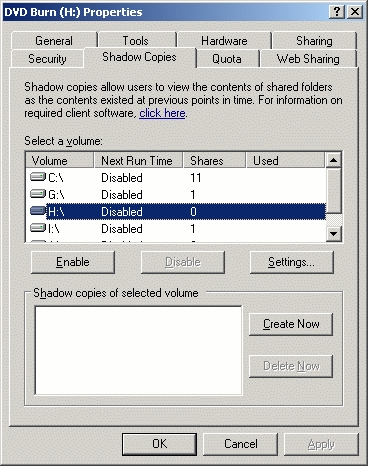 DVD Burn (H:) Properties
General Tools Hardware Sharing
Security Shadow Copies Quota Web Sharing
Shadow copies allow users to view the contents of shared folders
as the contents existed at previous points in time. For information on
required client software, click here.
Select a volume:
Volume Next Run Time Shares Used
C:\ Disabled 11
G:\ Disabled 1
H:\ Disabled 0
I:\ Disabled 1
Enable Disable Settings...
Shadow copies of selected volume
Create Now
Delete Now
OK Cancel Apply